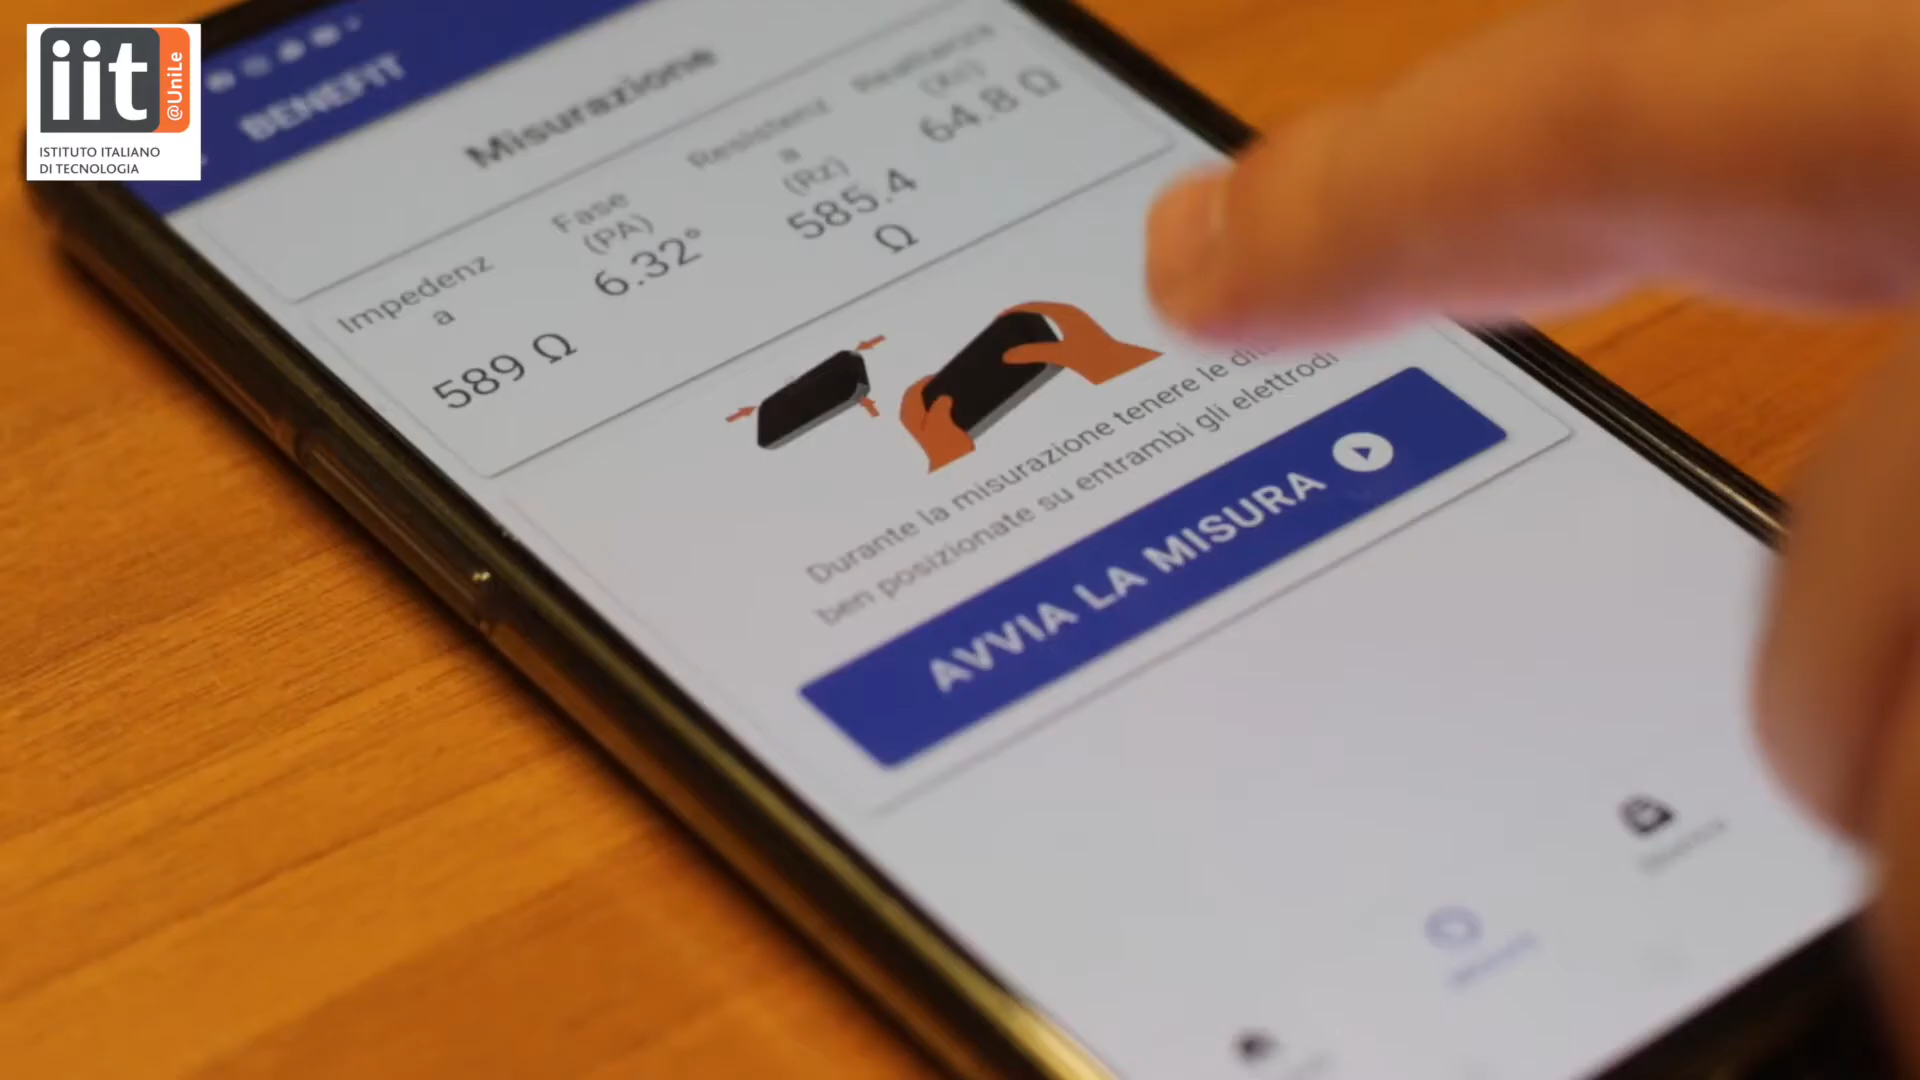 iit
@UniLe
ISTITUTO ITALIANO
DI TECNOLOGIA
BENEFIT
Misurazione
Impedenz
a
589 Ω
Fase
(PA)
6.32°
Resistenz
a
(Rz)
585.4
Ω
Reattanza
(Xc)
64.8 Ω
Durante la misurazione tenere le dit
ben posizionate su entrambi gli elettrodi
AVVIA LA MISURA